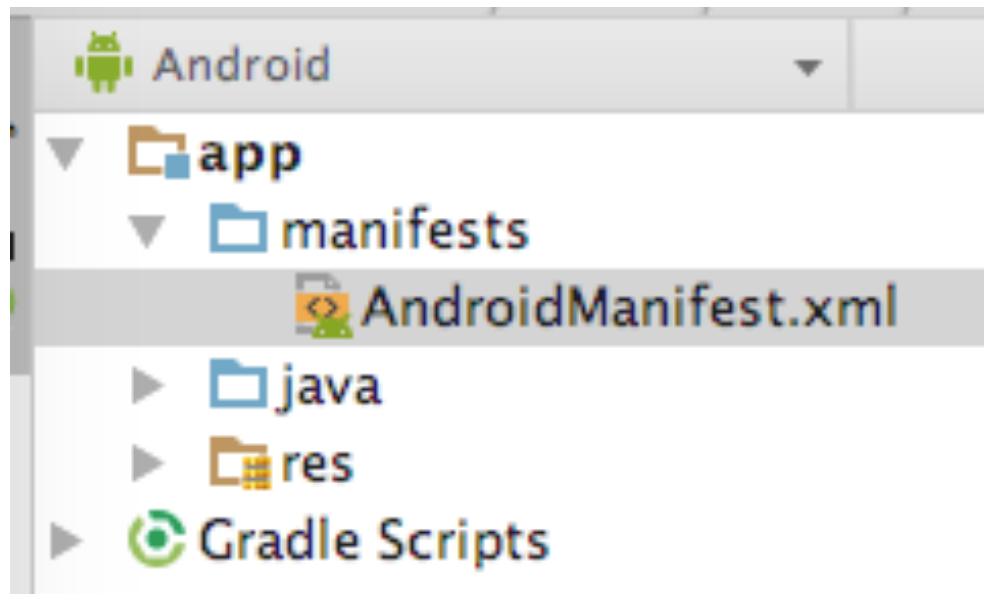 Android
app
manifests
AndroidManifest.xml
java
res
Gradle Scripts